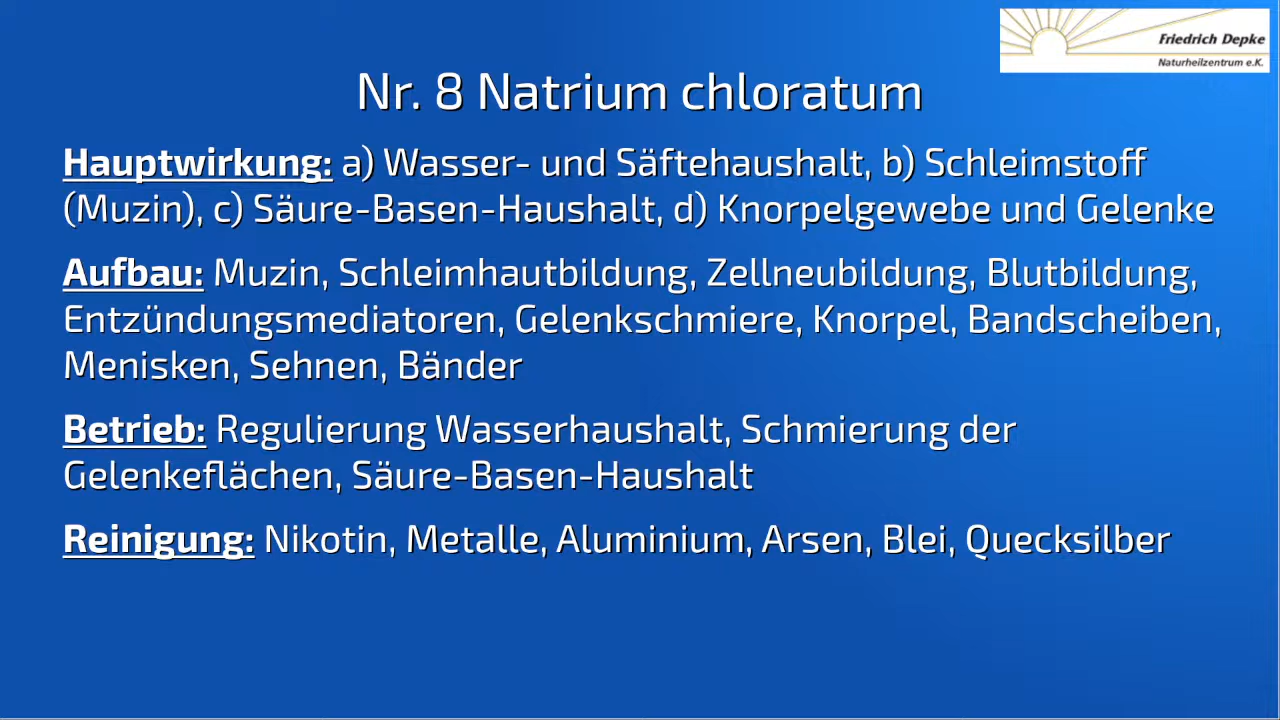 Friedrich Depke
Naturheilzentrum e.K.
Nr. 8 Natrium chloratum
Hauptwirkung: a) Wasser- und Säftehaushalt, b) Schleimstoff
(Muzin), c) Säure-Basen-Haushalt, d) Knorpelgewebe und Gelenke
Aufbau: Muzin, Schleimhautbildung, Zellneubildung, Blutbildung,
Entzündungsmediatoren, Gelenkschmiere, Knorpel, Bandscheiben,
Menisken, Sehnen, Bänder
Betrieb: Regulierung Wasserhaushalt, Schmierung der
Gelenkeflächen, Säure-Basen-Haushalt
Reinigung: Nikotin, Metalle, Aluminium, Arsen, Blei, Quecksilber